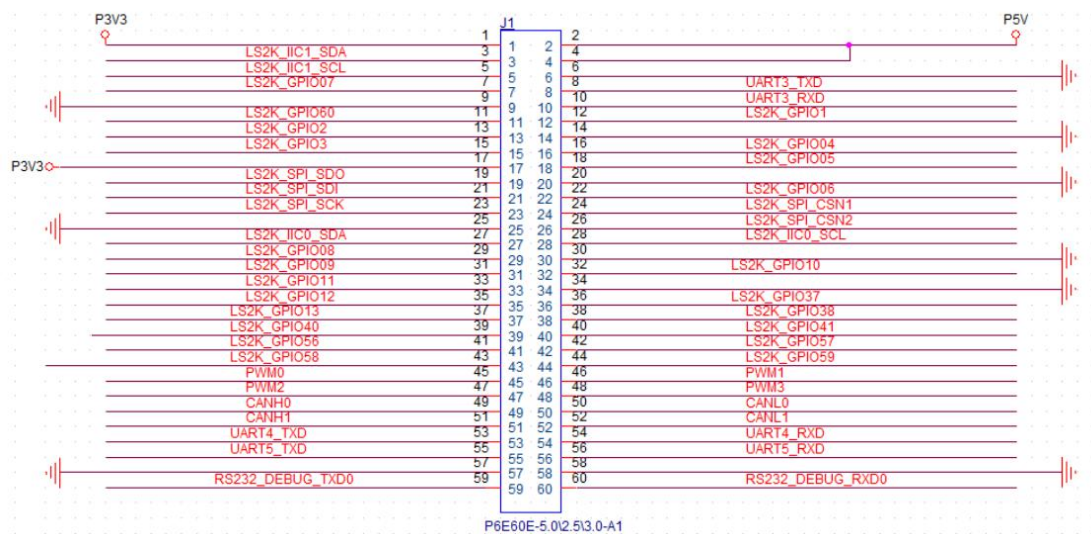 P3V3 P5V
J1
1 1 2 2
LS2K_IIC1_SDA 3 3 4 4
LS2K_IIC1_SCL 5 5 6 6
LS2K_GPIO07 7 7 8 8 UART3_TXD
9 9 10 10 UART3_RXD
LS2K_GPIO60 11 11 12 12 LS2K_GPIO1
LS2K_GPIO2 13 13 14 14
LS2K_GPIO3 15 15 16 16 LS2K_GPIO04
P3V3 17 17 18 18 LS2K_GPIO05
LS2K_SPI_SDO 19 19 20 20
LS2K_SPI_SDI 21 21 22 22 LS2K_GPIO06
LS2K_SPI_SCK 23 23 24 24 LS2K_SPI_CSN1
25 25 26 26 LS2K_SPI_CSN2
LS2K_IIC0_SDA 27 27 28 28 LS2K_IIC0_SCL
LS2K_GPIO08 29 29 30 30
LS2K_GPIO09 31 31 32 32 LS2K_GPIO10
LS2K_GPIO11 33 33 34 34
LS2K_GPIO12 35 35 36 36 LS2K_GPIO37
LS2K_GPIO13 37 37 38 38 LS2K_GPIO38
LS2K_GPIO40 39 39 40 40 LS2K_GPIO41
LS2K_GPIO56 41 41 42 42 LS2K_GPIO57
LS2K_GPIO58 43 43 44 44 LS2K_GPIO59
PWM0 45 45 46 46 PWM1
PWM2 47 47 48 48 PWM3
CANH0 49 49 50 50 CANL0
CANH1 51 51 52 52 CANL1
UART4_TXD 53 53 54 54 UART4_RXD
UART5_TXD 55 55 56 56 UART5_RXD
57 57 58 58
RS232_DEBUG_TXD0 59 59 60 60 RS232_DEBUG_RXD0
P6E60E-5.0\2.5\3.0-A1